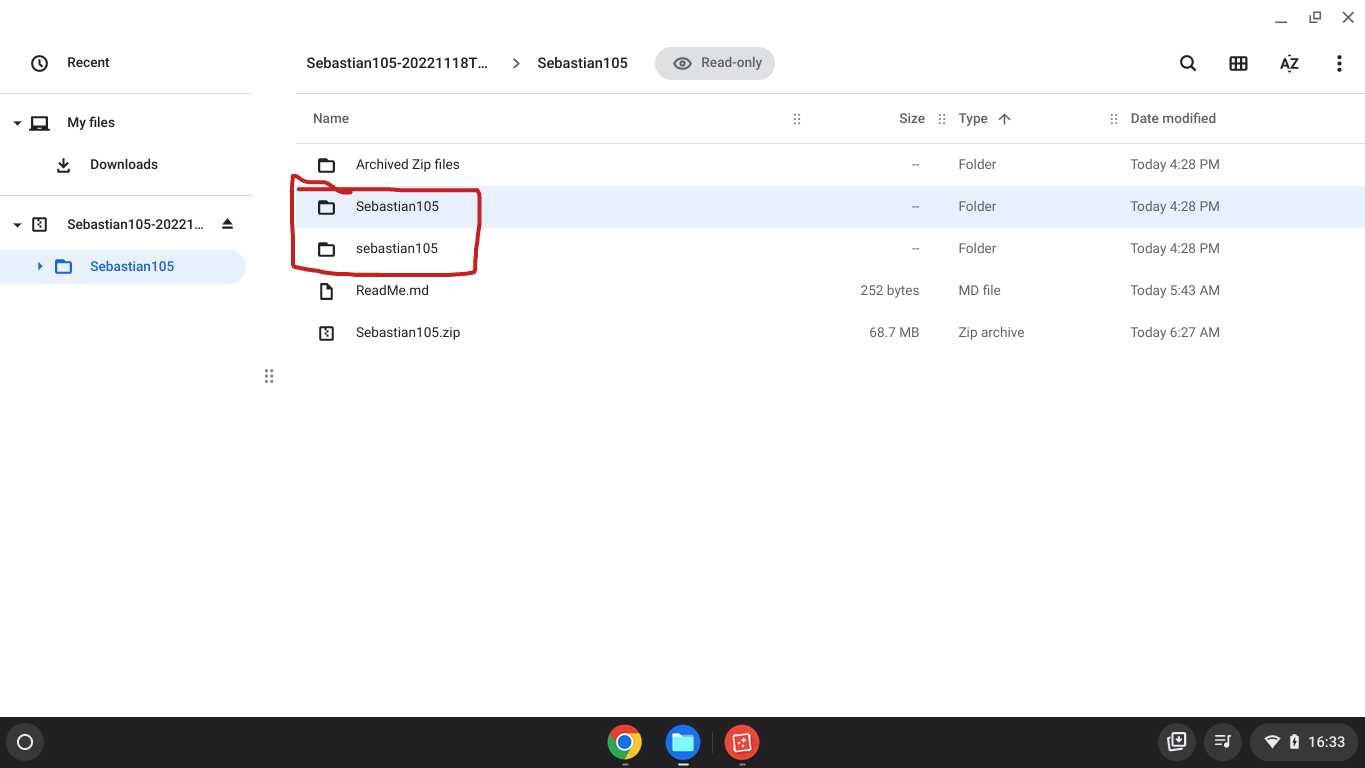 Recent
Sebastian105-20221118T... Sebastian105 Read-only
AZ
My files
Downloads
Sebastian105-20221...
Sebastian105
Name Size Type Date modified
Archived Zip files -- Folder Today 4:28 PM
Sebastian105 -- Folder Today 4:28 PM
sebastian105 -- Folder Today 4:28 PM
ReadMe.md 252 bytes MD file Today 5:43 AM
Sebastian105.zip 68.7 MB Zip archive Today 6:27 AM
16:33